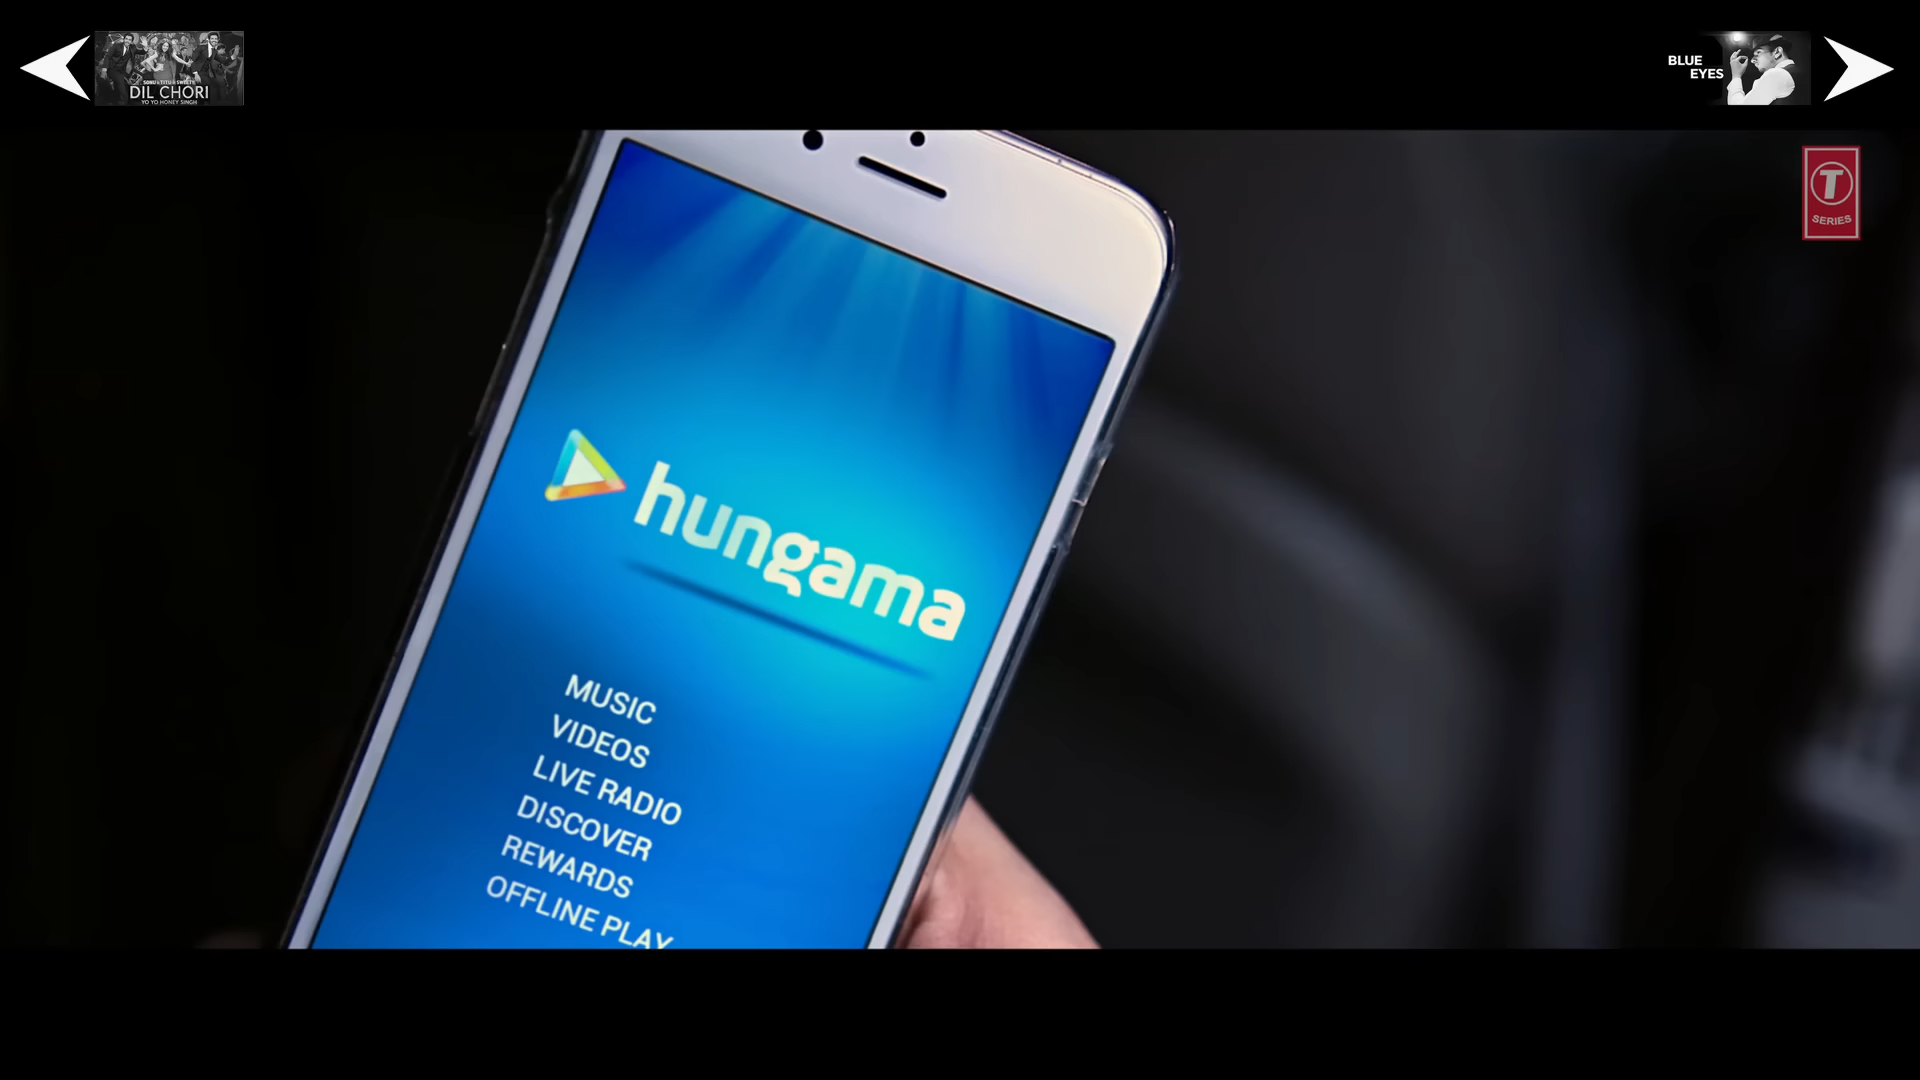 SONU KE TITU KI SWEETY
DIL CHORI
YO YO HONEY SINGH
BLUE
EYES
T
SERIES
hungama
MUSIC
VIDEOS
LIVE RADIO
DISCOVER
REWARDS
OFFLINE PLAY